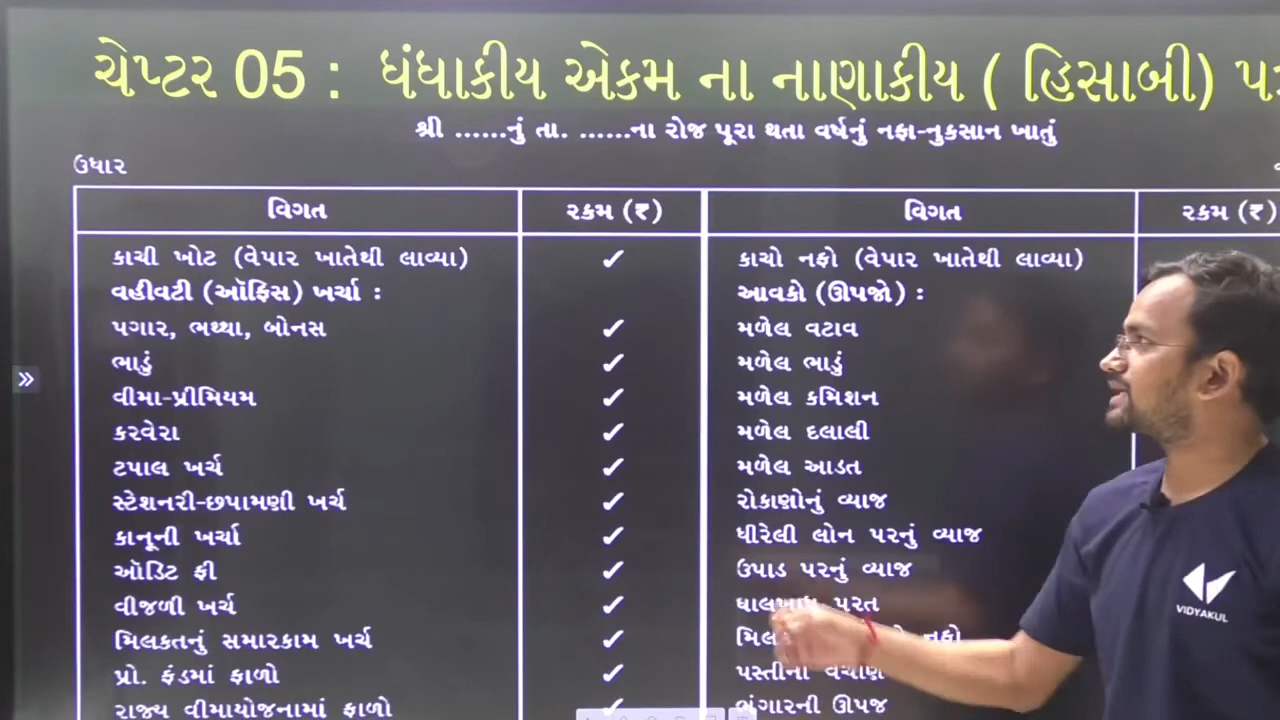 ચેપ્ટર 05 : ધંધાકીય એકમ ના નાણાકીય ( હિસાબી)
શ્રી ......નું તા. ......ના રોજ પૂરા થતા વર્ષનું નફા-નુકસાન ખાતું
ઉધાર
વિગત રકમ (₹) વિગત રકમ (₹)
કાચી ખોટ (વેપાર ખાતેથી લાવ્યા) ✓ કાચો નફો (વેપાર ખાતેથી લાવ્યા)
વહીવટી (ઑફિસ) ખર્ચા : આવકો (ઊપજો) :
પગાર, ભથ્થા, બોનસ ✓ મળેલ વટાવ
ભાડું ✓ મળેલ ભાડું
વીમા-પ્રીમિયમ ✓ મળેલ કમિશન
કરવેરા ✓ મળેલ દલાલી
ટપાલ ખર્ચ ✓ મળેલ આડત
સ્ટેશનરી-છપામણી ખર્ચ ✓ રોકાણોનું વ્યાજ
કાનૂની ખર્ચા ✓ ધીરેલી લોન પરનું વ્યાજ
ઑડિટ ફી ✓ ઉપાડ પરનું વ્યાજ
વીજળી ખર્ચ ✓ ઘાલખાધ પરત
મિલકતનું સમારકામ ખર્ચ ✓ નફો
પ્રો. ફંડમાં ફાળો ✓ પસ્તીના વેચાણ
રાજ્ય વીમાયોજનામાં ફાળો ✓ ભંગારની ઊપજ
VIDYAKUL